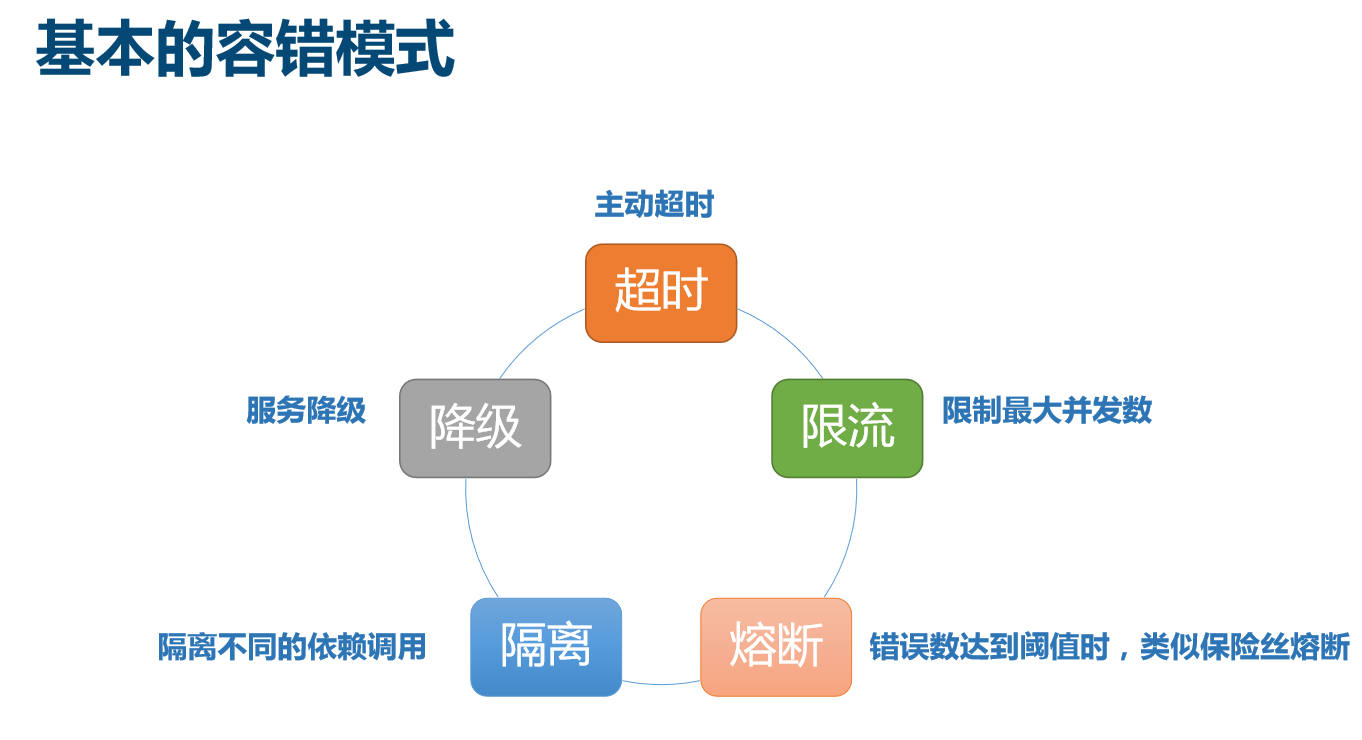 基本的容错模式
主动超时
超时
服务降级
降级
限流
限制最大并发数
隔离不同的依赖调用
隔离
熔断
错误数达到阈值时，类似保险丝熔断